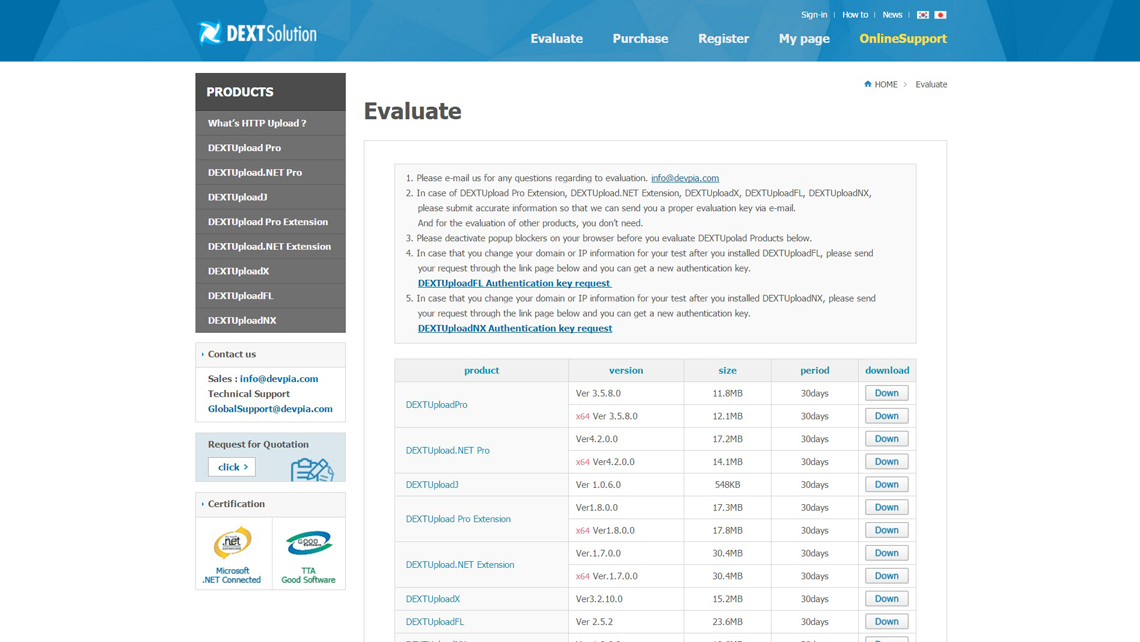 Sign-in
How to
News
DEXTSolution
Evaluate
Purchase
Register
My page
OnlineSupport
PRODUCTS
What's HTTP Upload ?
DEXTUpload Pro
DEXTUpload.NET Pro
DEXTUploadJ
DEXTUpload Pro Extension
DEXTUpload.NET Extension
DEXTUploadX
DEXTUploadFL
DEXTUploadNX
Contact us
Sales : info@devpia.com
Technical Support
GlobalSupport@devpia.com
Request for Quotation
click >
Certification
.net
Microsoft
.NET Connected
GOOD
TTA
Good Software
HOME > Evaluate
Evaluate
1. Please e-mail us for any questions regarding to evaluation. info@devpia.com
2. In case of DEXTUpload Pro Extension, DEXTUpload.NET Extension, DEXTUploadX, DEXTUploadFL, DEXTUploadNX,
please submit accurate information so that we can send you a proper evaluation key via e-mail.
And for the evaluation of other products, you don't need.
3. Please deactivate popup blockers on your browser before you evaluate DEXTUpolad Products below.
4. In case that you change your domain or IP information for your test after you installed DEXTUploadFL, please send
your request through the link page below and you can get a new authentication key.
DEXTUploadFL Authentication key request
5. In case that you change your domain or IP information for your test after you installed DEXTUploadNX, please send
your request through the link page below and you can get a new authentication key.
DEXTUploadNX Authentication key request
product version size period download
DEXTUploadPro
Ver 3.5.8.0 11.8MB 30days Down
x64 Ver 3.5.8.0 12.1MB 30days Down
DEXTUpload.NET Pro
Ver4.2.0.0 17.2MB 30days Down
x64 Ver4.2.0.0 14.1MB 30days Down
DEXTUploadJ Ver 1.0.6.0 548KB 30days Down
DEXTUpload Pro Extension
Ver1.8.0.0 17.3MB 30days Down
x64 Ver1.8.0.0 17.8MB 30days Down
DEXTUpload.NET Extension
Ver.1.7.0.0 30.4MB 30days Down
x64 Ver.1.7.0.0 30.4MB 30days Down
DEXTUploadX Ver3.2.10.0 15.2MB 30days Down
DEXTUploadFL Ver 2.5.2 23.6MB 30days Down